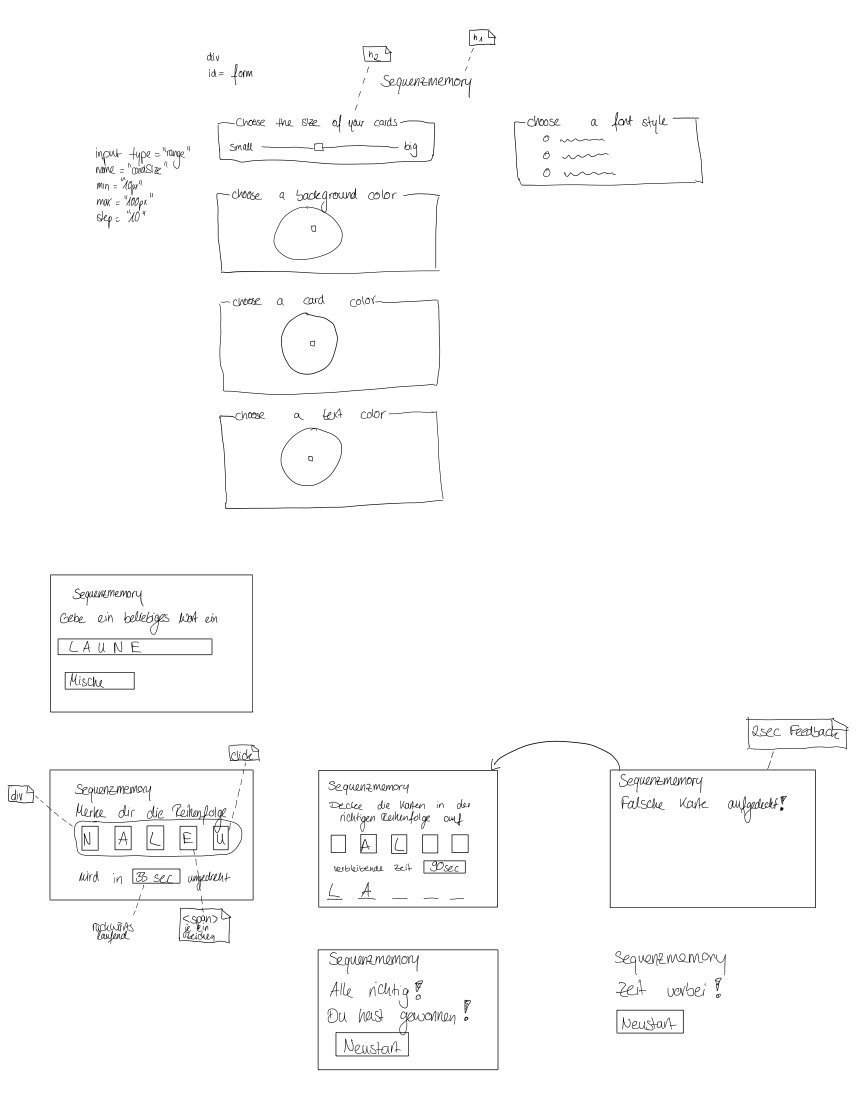 h1
h2
div
id = form
Sequenzmemory
Choose the size of your cards
small big
choose a font style
input type = "range"
name = "cardSize"
min = "10px"
max = "100px"
step = "10"
choose a background color
choose a card color
choose a text color
Sequenzmemory
Gebe ein beliebiges Wort ein
LAUNE
Mische
2sec Feedback
click
div
Sequenzmemory
Merke dir die Reihenfolge
N A L E U
wird in 33 sec umgedreht
rückwärts
laufend
<span>
je ein
Zeichen
Sequenzmemory
Decke die Karten in der
richtigen Reihenfolge auf
A L
verbleibende Zeit 90sec
L A _ _ _
Sequenzmemory
Falsche Karte aufgedeckt!
Sequenzmemory
Alle richtig!
Du hast gewonnen!
Neustart
Sequenzmemory
Zeit vorbei!
Neustart